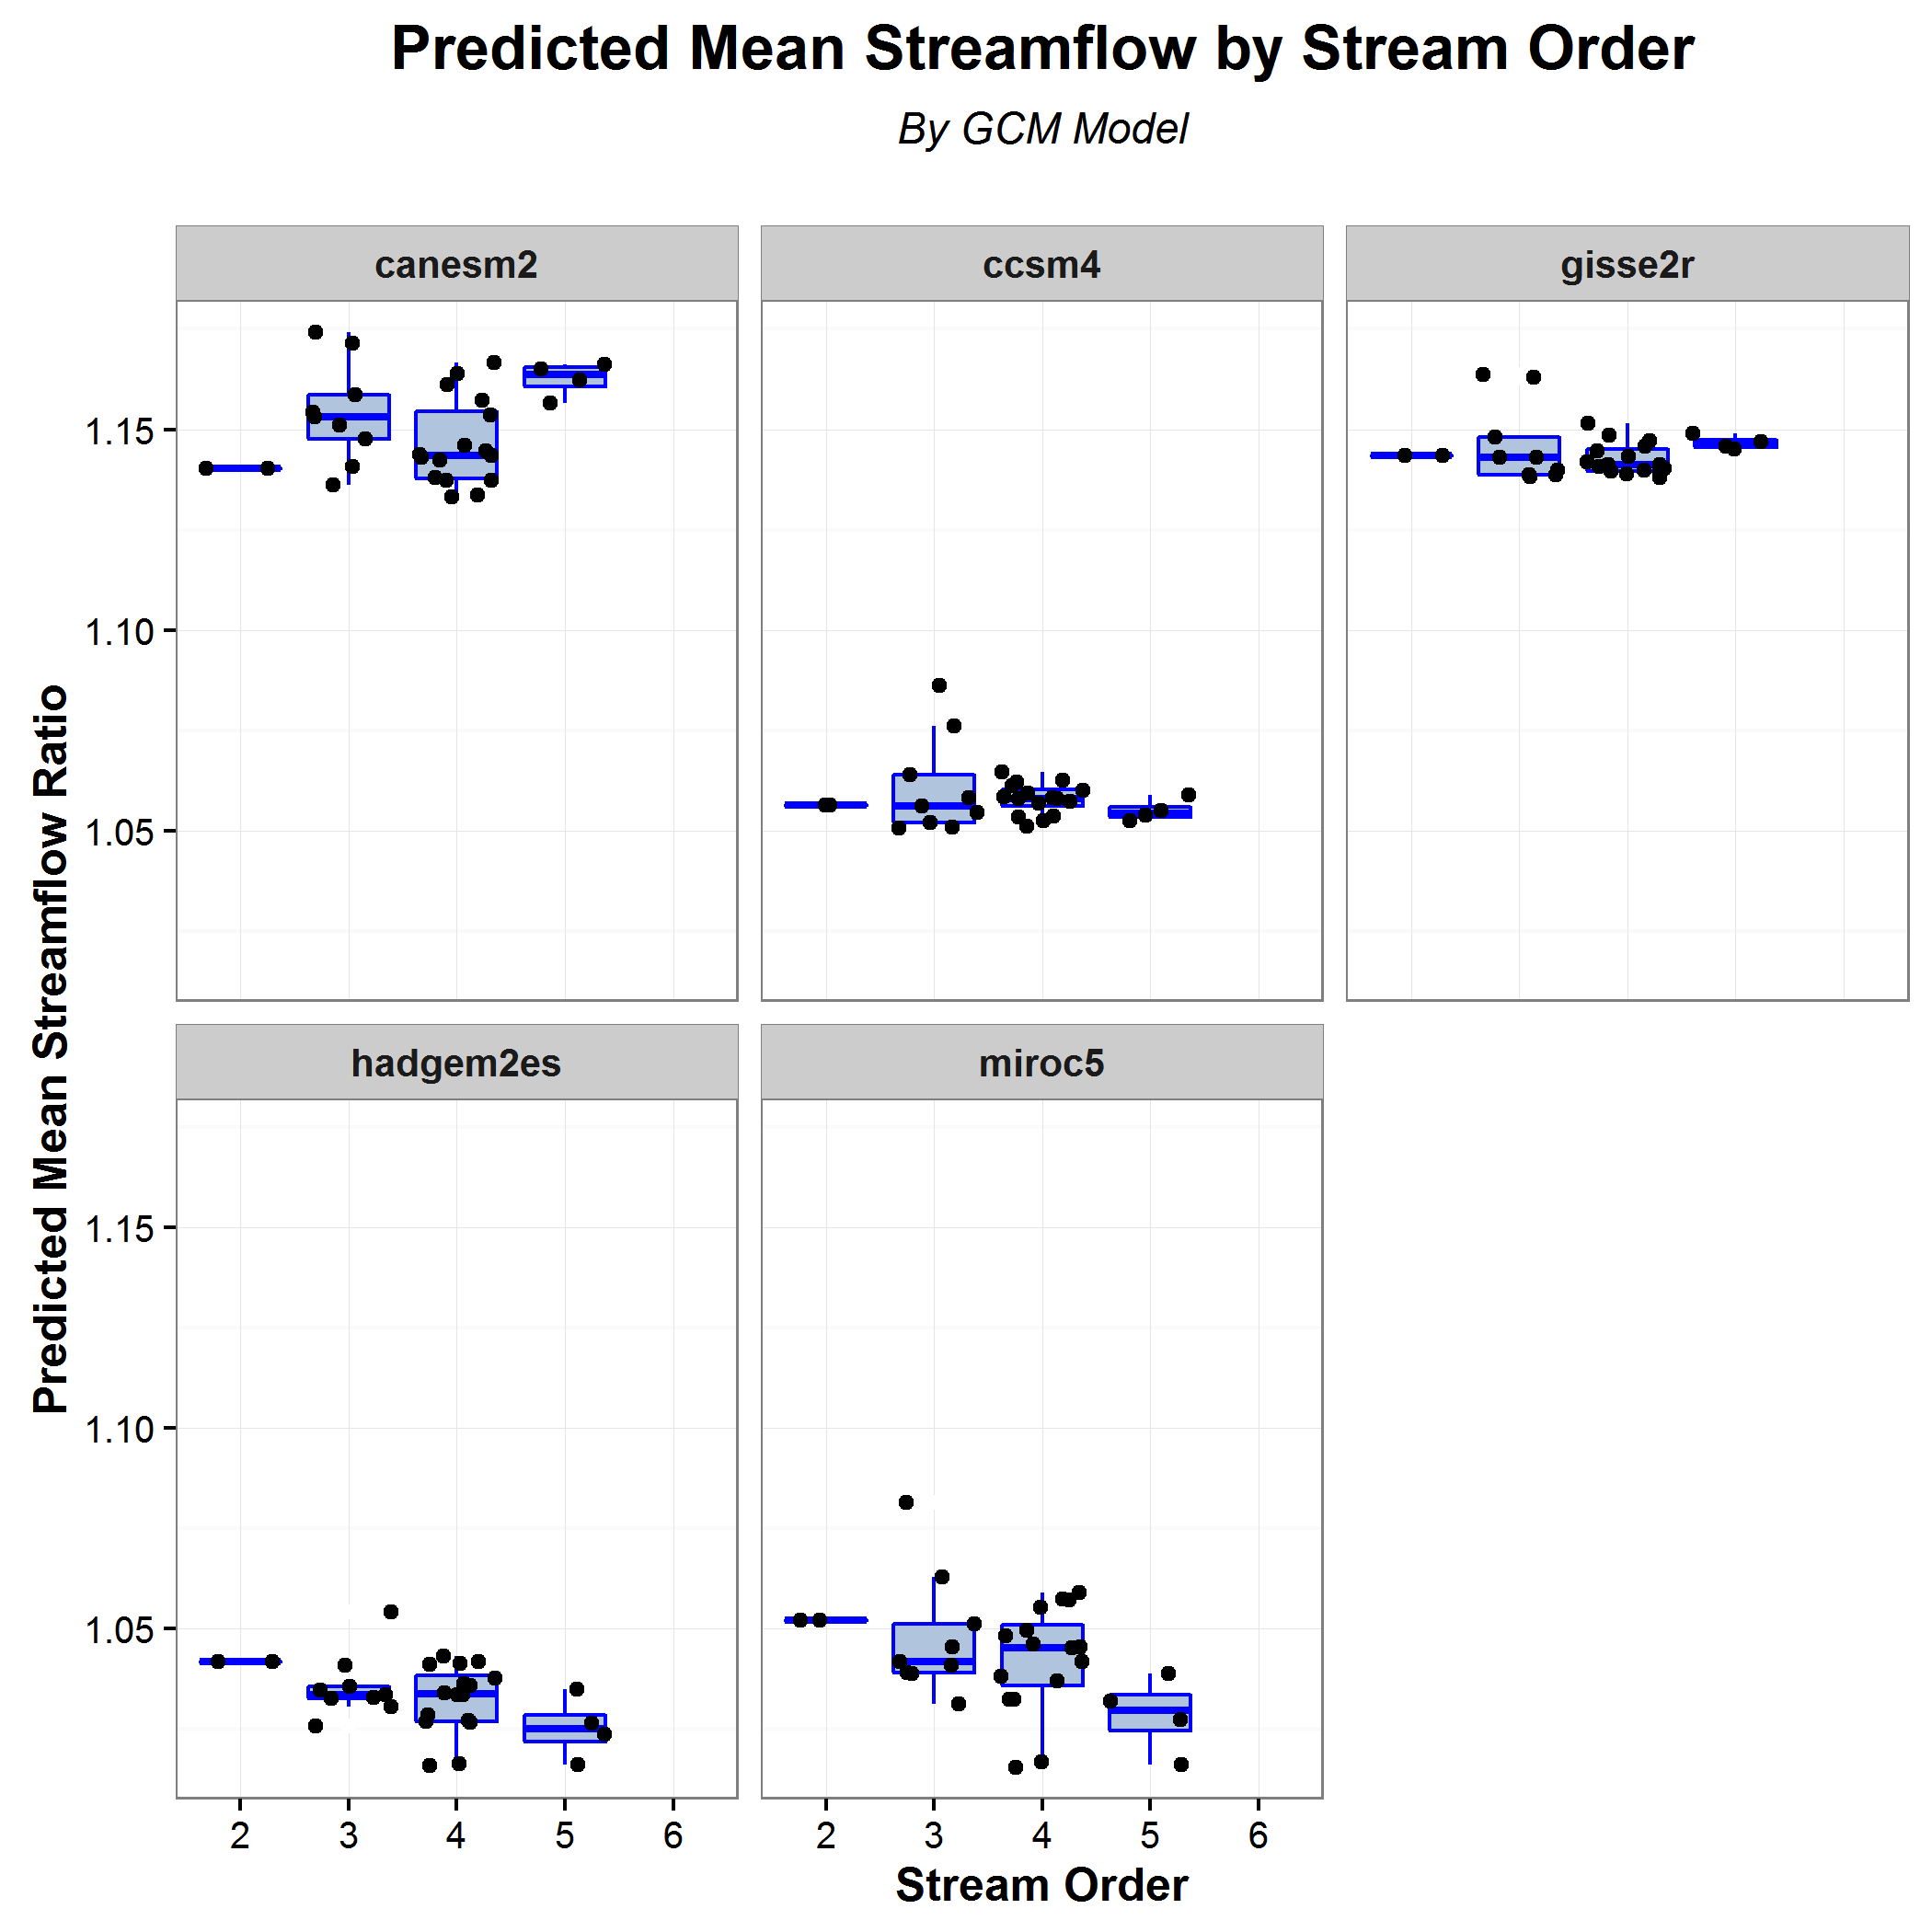 Predicted Mean Streamflow by Stream Order
By GCM Model
canesm2
ccsm4
gisse2r
1.15
1.10
1.05
Predicted Mean Streamflow Ratio
hadgem2es
miroc5
1.15
1.10
1.05
2 3 4 5 6
2 3 4 5 6
Stream Order